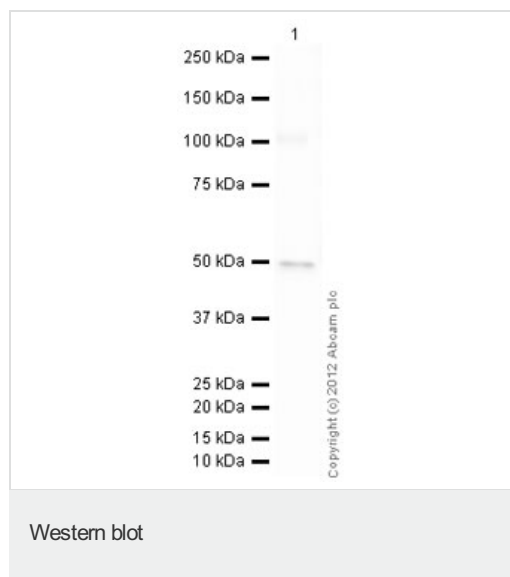 1
250 kDa
150 kDa
100 kDa
75 kDa
50 kDa
37 kDa
25 kDa
20 kDa
15 kDa
10 kDa
Copyright (c) 2012 Abcam plc
Western blot